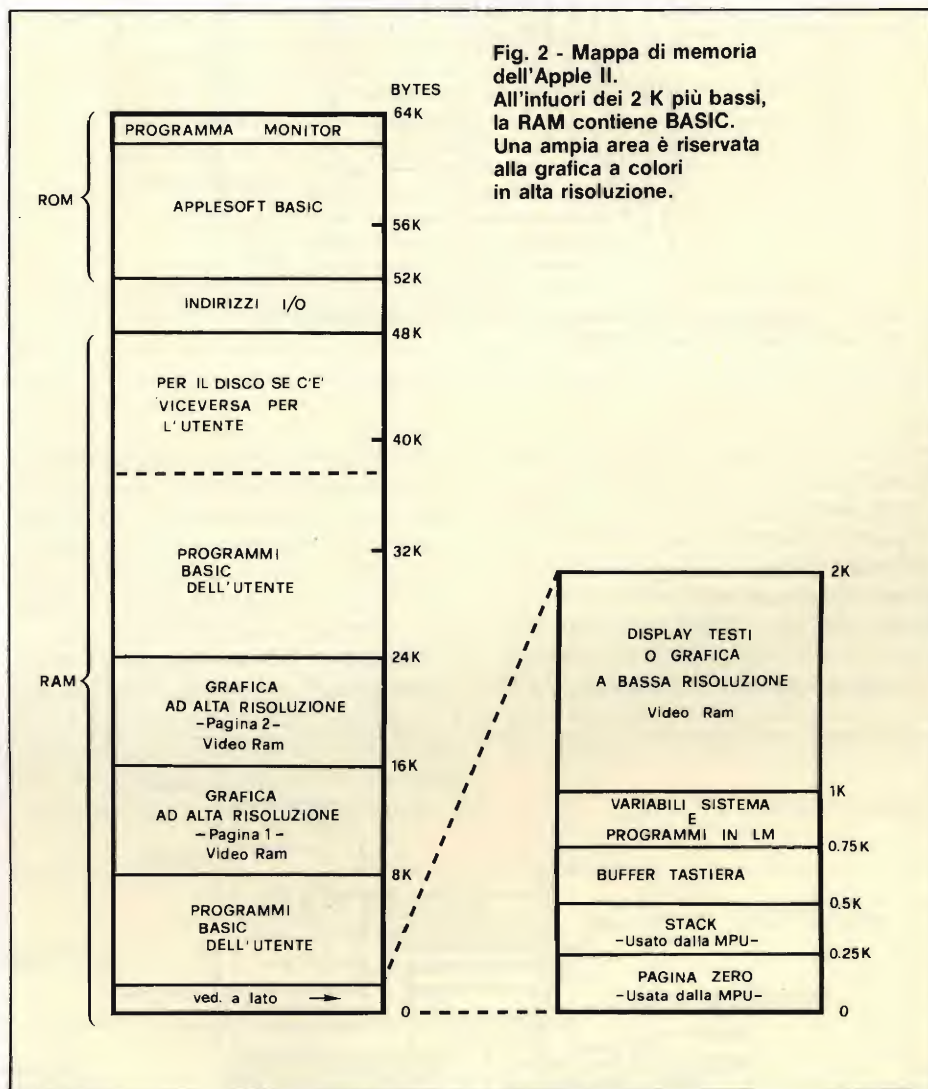 Fig. 2 - Mappa di memoria
dell'Apple II.
All'infuori dei 2 K più bassi,
la RAM contiene BASIC.
Una ampia area è riservata
alla grafica a colori
in alta risoluzione.
BYTES
64K
PROGRAMMA MONITOR
ROM
APPLESOFT BASIC
56K
52K
INDIRIZZI I/O
48K
PER IL DISCO SE C'E'
VICEVERSA PER
L'UTENTE
40K
PROGRAMMI
BASIC
DELL'UTENTE
32K
24K
RAM
GRAFICA
AD ALTA RISOLUZIONE
-Pagina 2-
Video Ram
16K
GRAFICA
AD ALTA RISOLUZIONE
-Pagina 1-
Video Ram
8K
PROGRAMMI
BASIC
DELL'UTENTE
ved. a lato →
0
2K
DISPLAY TESTI
O GRAFICA
A BASSA RISOLUZIONE
Video Ram
1K
VARIABILI SISTEMA
E
PROGRAMMI IN LM
0.75K
BUFFER TASTIERA
0.5K
STACK
-Usato dalla MPU-
0.25K
PAGINA ZERO
-Usata dalla MPU-
0